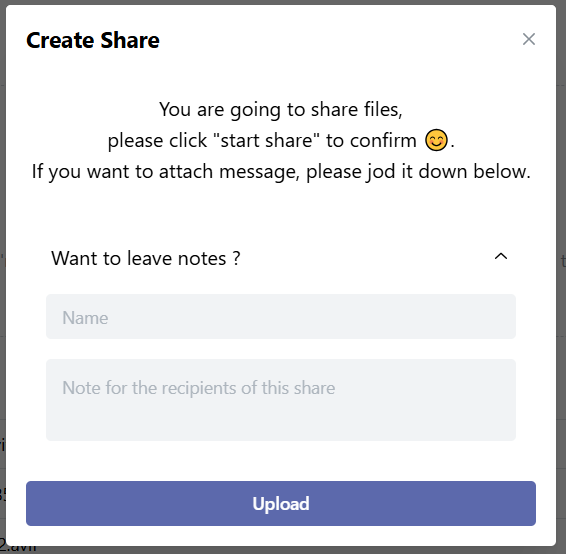 Create Share
You are going to share files,
please click "start share" to confirm 😊.
If you want to attach message, please jod it down below.
Want to leave notes ?
Name
Note for the recipients of this share
Upload
2.avif